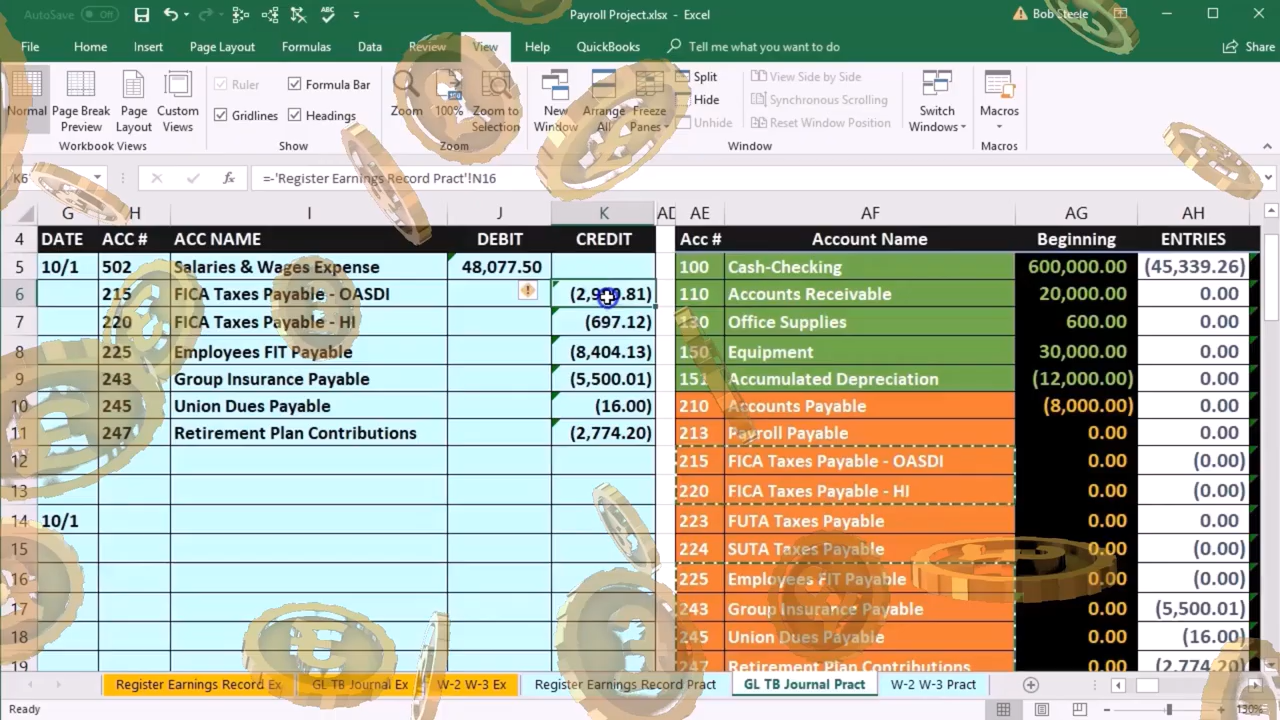 AutoSave Off Payroll Project.xlsx - Excel Bob Steele
File Home Insert Page Layout Formulas Data Review View Help QuickBooks Tell me what you want to do Share
Normal Page Break Preview Page Layout Custom Views
Workbook Views
Ruler Formula Bar
Gridlines Headings
Show
Zoom 100% Zoom to Selection
Zoom
New Window Arrange All Freeze Panes
Split
Hide
Unhide
View Side by Side
Synchronous Scrolling
Reset Window Position
Switch Windows
Window
Macros
Macros
K6 fx =-'Register Earnings Record Pract'!N16
G H I J K AD AE AF AG AH
4 DATE ACC # ACC NAME DEBIT CREDIT Acc # Account Name Beginning ENTRIES
5 10/1 502 Salaries & Wages Expense 48,077.50 100 Cash-Checking 600,000.00 (45,339.26)
6 215 FICA Taxes Payable - OASDI 110 Accounts Receivable 20,000.00 0.00
7 220 FICA Taxes Payable - HI (697.12) 130 Office Supplies 600.00 0.00
8 225 Employees FIT Payable (8,404.13) 150 Equipment 30,000.00 0.00
9 243 Group Insurance Payable (5,500.01) 151 Accumulated Depreciation (12,000.00) 0.00
10 245 Union Dues Payable (16.00) 210 Accounts Payable (8,000.00) 0.00
11 247 Retirement Plan Contributions (2,774.20) 213 Payroll Payable 0.00 0.00
12 215 FICA Taxes Payable - OASDI 0.00 (0.00)
13 220 FICA Taxes Payable - HI 0.00 (0.00)
14 10/1 223 FUTA Taxes Payable 0.00 0.00
15 224 SUTA Taxes Payable 0.00 (0.00)
16 225 Employees FIT Payable 0.00 (0.00)
17 243 Group Insurance Payable 0.00 (5,500.01)
18 245 Union Dues Payable 0.00 (16.00)
19 247 Retirement Plan Contributions 0.00 (2,774.20)
Register Earnings Record Ex GL TB Journal Ex W-2 W-3 Ex Register Earnings Record Pract GL TB Journal Pract W-2 W-3 Pract
Ready 130%